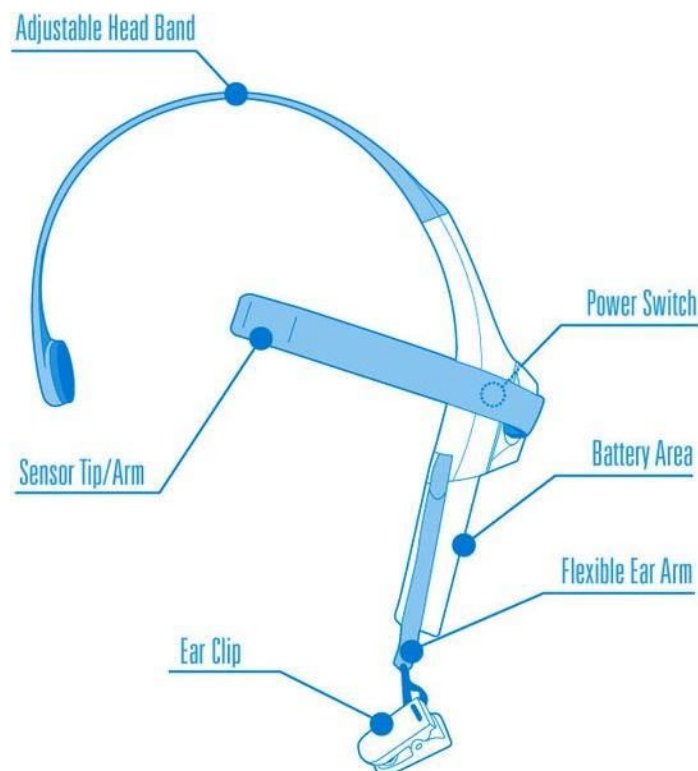 Adjustable Head Band
Power Switch
Sensor Tip/Arm
Battery Area
Flexible Ear Arm
Ear Clip